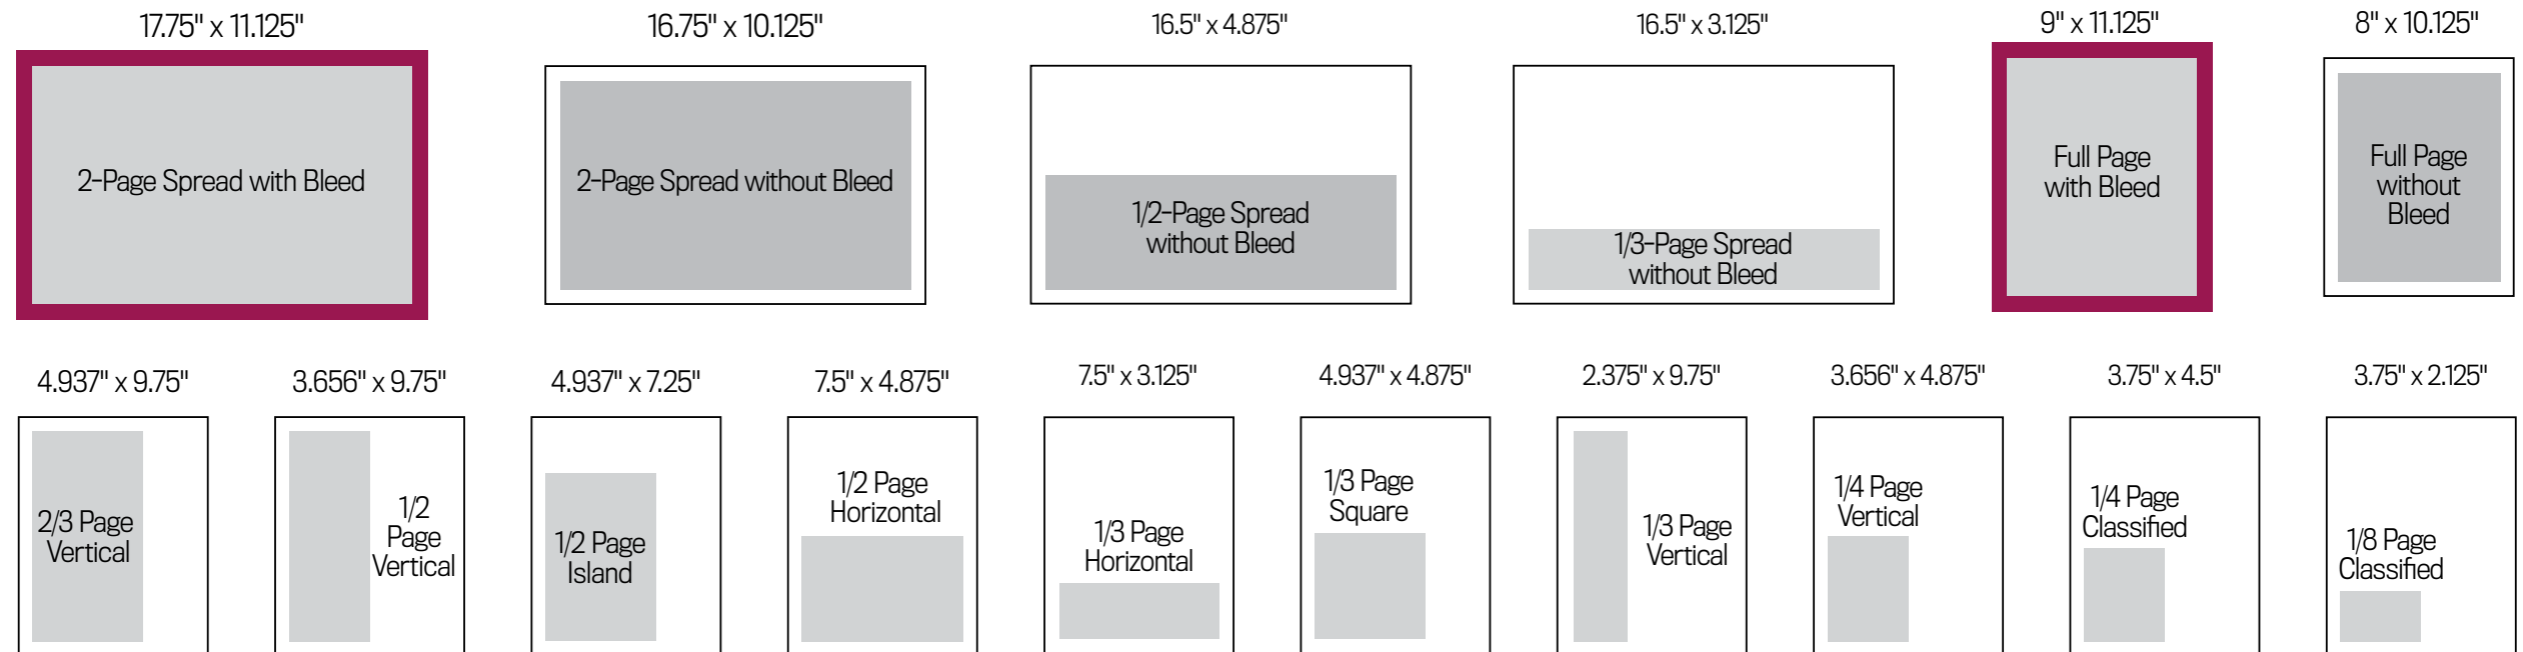 17.75" x 11.125"
2-Page Spread with Bleed
16.75" x 10.125"
2-Page Spread without Bleed
16.5" x 4.875"
1/2-Page Spread
without Bleed
16.5" x 3.125"
1/3-Page Spread
without Bleed
9" x 11.125"
Full Page
with Bleed
8" x 10.125"
Full Page
without
Bleed
4.937" x 9.75"
2/3 Page
Vertical
3.656" x 9.75"
1/2
Page
Vertical
4.937" x 7.25"
1/2 Page
Island
7.5" x 4.875"
1/2 Page
Horizontal
7.5" x 3.125"
1/3 Page
Horizontal
4.937" x 4.875"
1/3 Page
Square
2.375" x 9.75"
1/3 Page
Vertical
3.656" x 4.875"
1/4 Page
Vertical
3.75" x 4.5"
1/4 Page
Classified
3.75" x 2.125"
1/8 Page
Classified